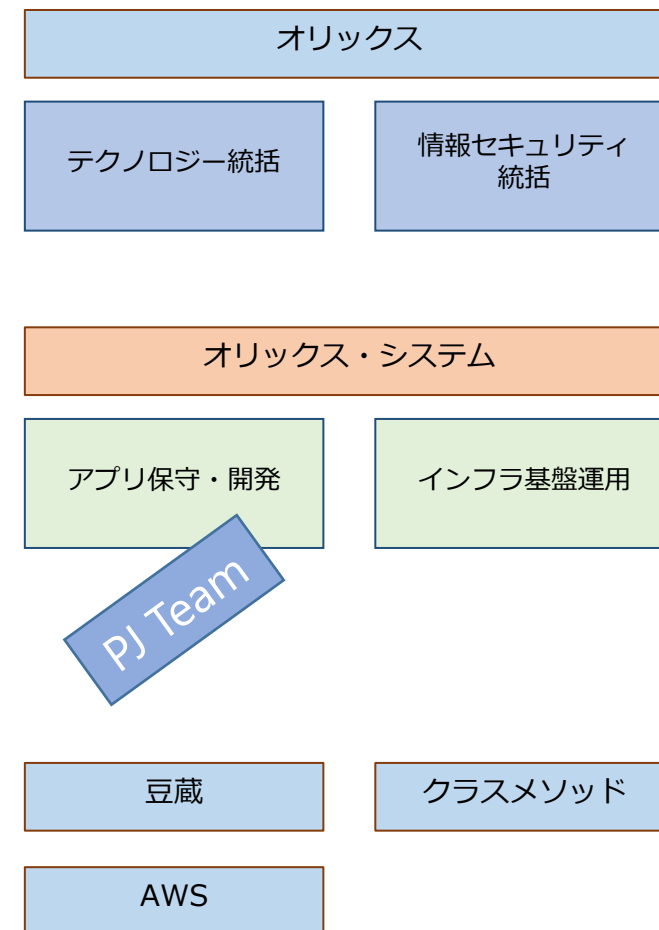 オリックス
テクノロジー統括
情報セキュリティ
統括
オリックス・システム
アプリ保守・開発
インフラ基盤運用
PJ Team
豆蔵
クラスメソッド
AWS